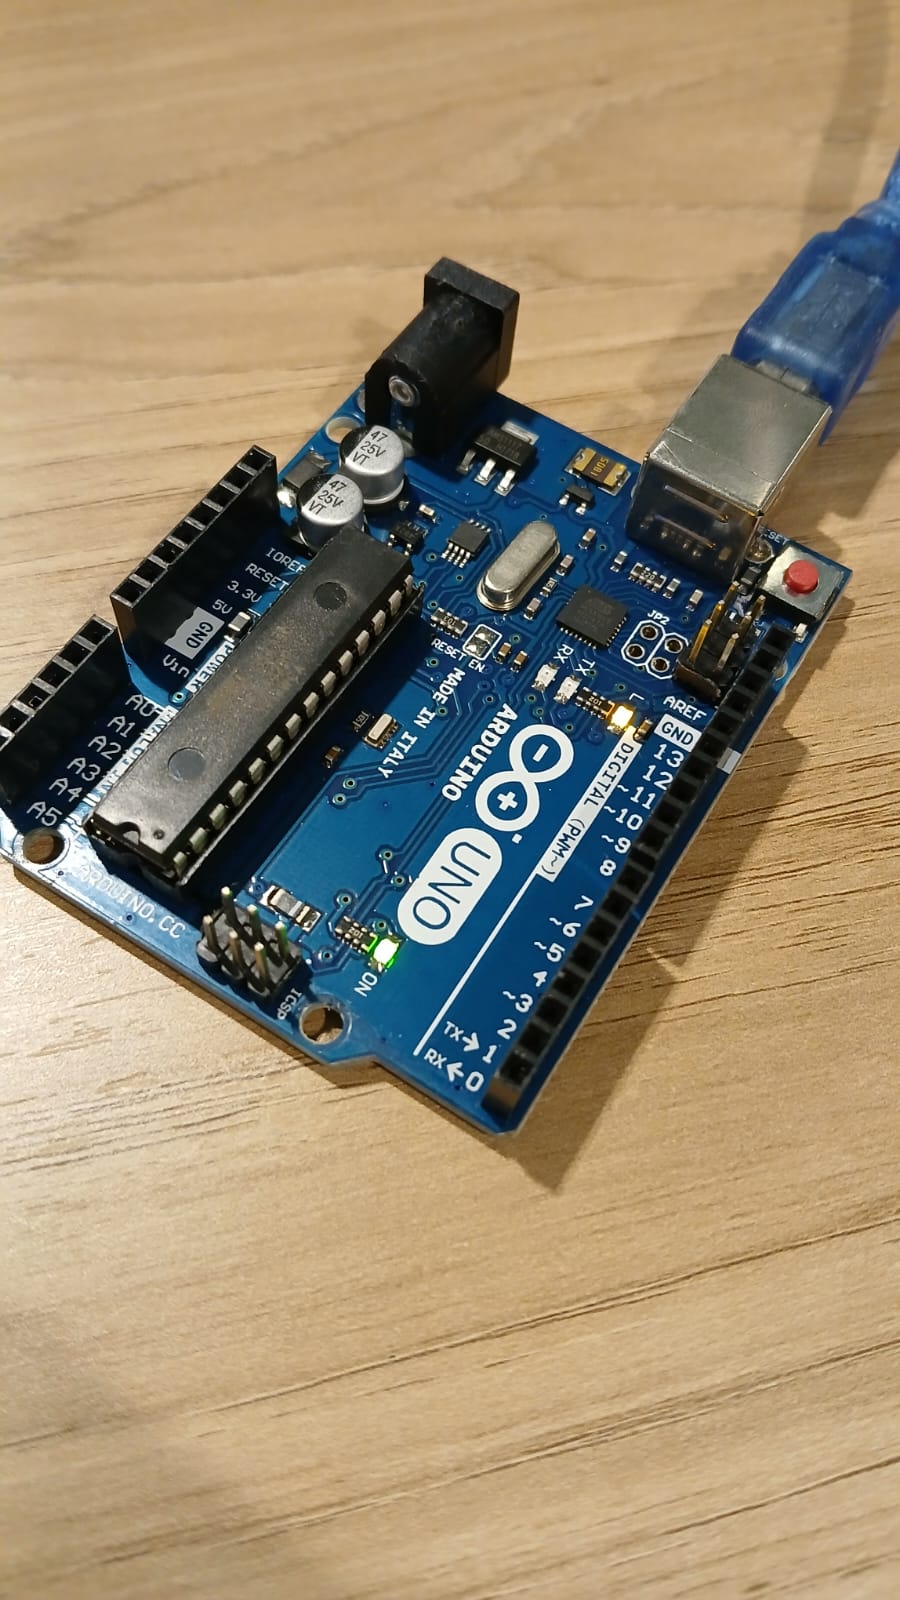 47
25V
VT
47
25V
VT
IOREF
RESET
3.3V
5V
GND
Vin
A0
A1
A2
A3
A4
A5
ARDUINO.CC
ICSP
ON
RESET EN
MADE IN ITALY
ARDUINO
UNO
RX
TX
L
JP2
RESET
AREF
GND
13
12
~11
~10
~9
8
7
~6
~5
4
~3
2
TX→1
RX←0
DIGITAL (PWM~)